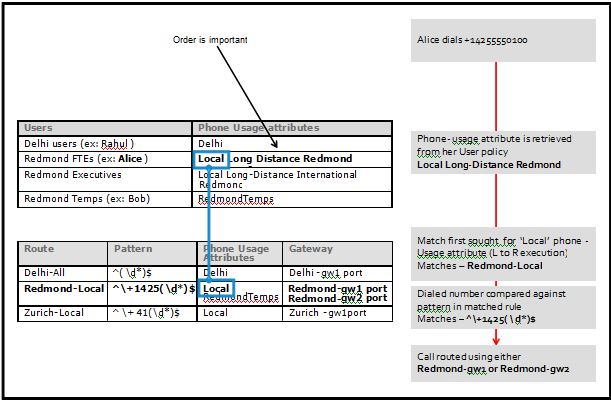 Order is important
Alice dials +14255550100
Users Phone Usage attributes
Delhi users (ex: Rahul ) Delhi
Redmond FTEs (ex: Alice ) Local Long Distance Redmond
Redmond Executives Local Long-Distance International
Redmonc
Redmond Temps (ex: Bob) RedmondTemps
Phone- usage attribute is retrieved
from her User policy
Local Long-Distance Redmond
Route Pattern Phone Usage Gateway
Attributes
Delhi-All ^( \d*)$ Delhi Delhi -gw1 port
Redmond-Local ^\+1425(\d*)$ Local Redmond-gw1 port
RedmondTemps Redmond-gw2 port
Zurich-Local ^ \+ 41(\d*)$ Local Zurich -gw1port
Match first sought for ‘Local’ phone -
Usage attribute (L to R execution)
Matches – Redmond-Local
Dialed number compared against
pattern in matched rule
Matches – ^\+1425( \d*)$
Call routed using either
Redmond-gw1 or Redmond-gw2